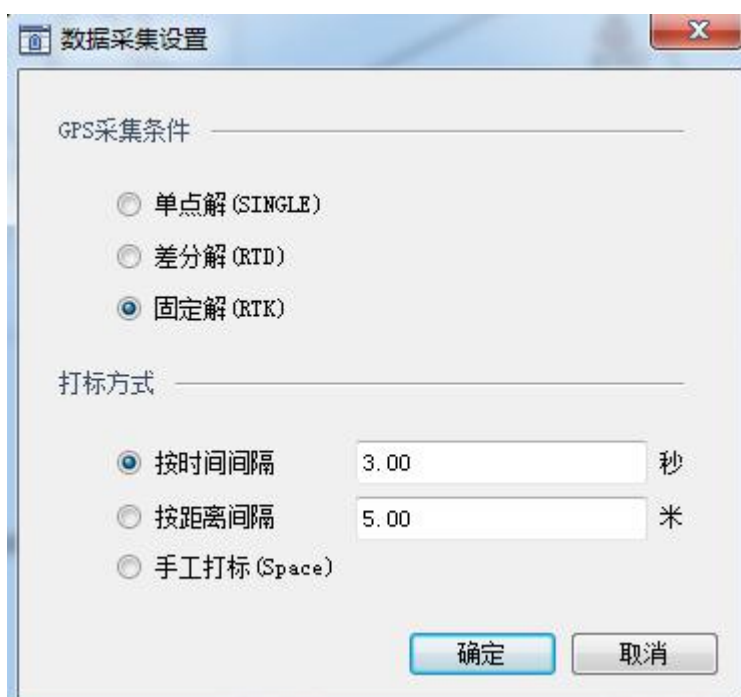 数据采集设置
GPS采集条件
单点解(SINGLE)
差分解(RTD)
固定解(RTK)
打标方式
按时间间隔 3.00 秒
按距离间隔 5.00 米
手工打标(Space)
确定 取消